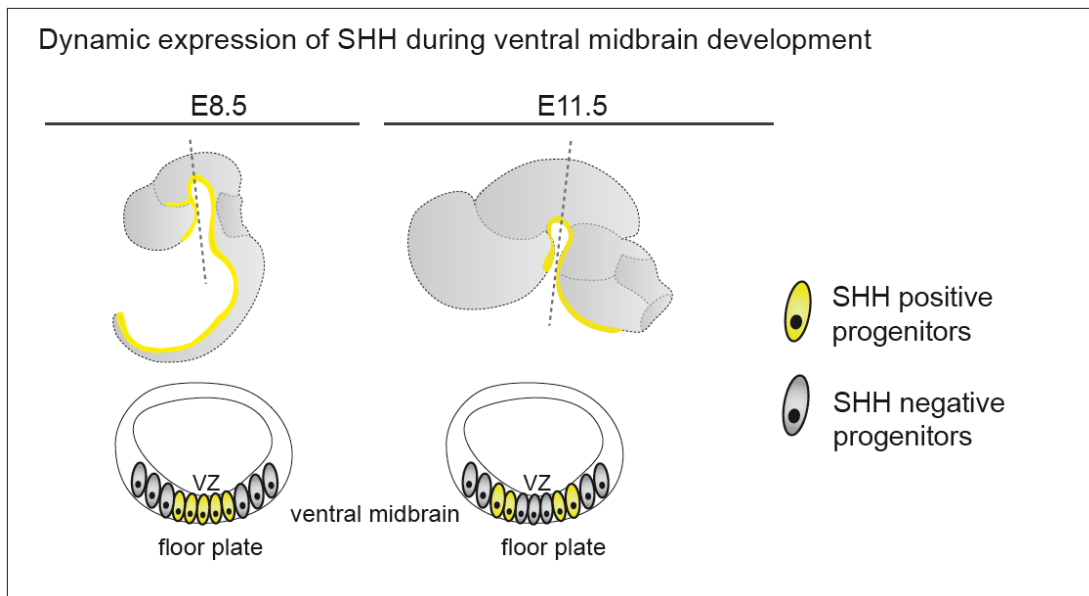 Dynamic expression of SHH during ventral midbrain development
E8.5
E11.5
SHH positive
progenitors
SHH negative
progenitors
VZ
VZ
ventral midbrain
floor plate
floor plate